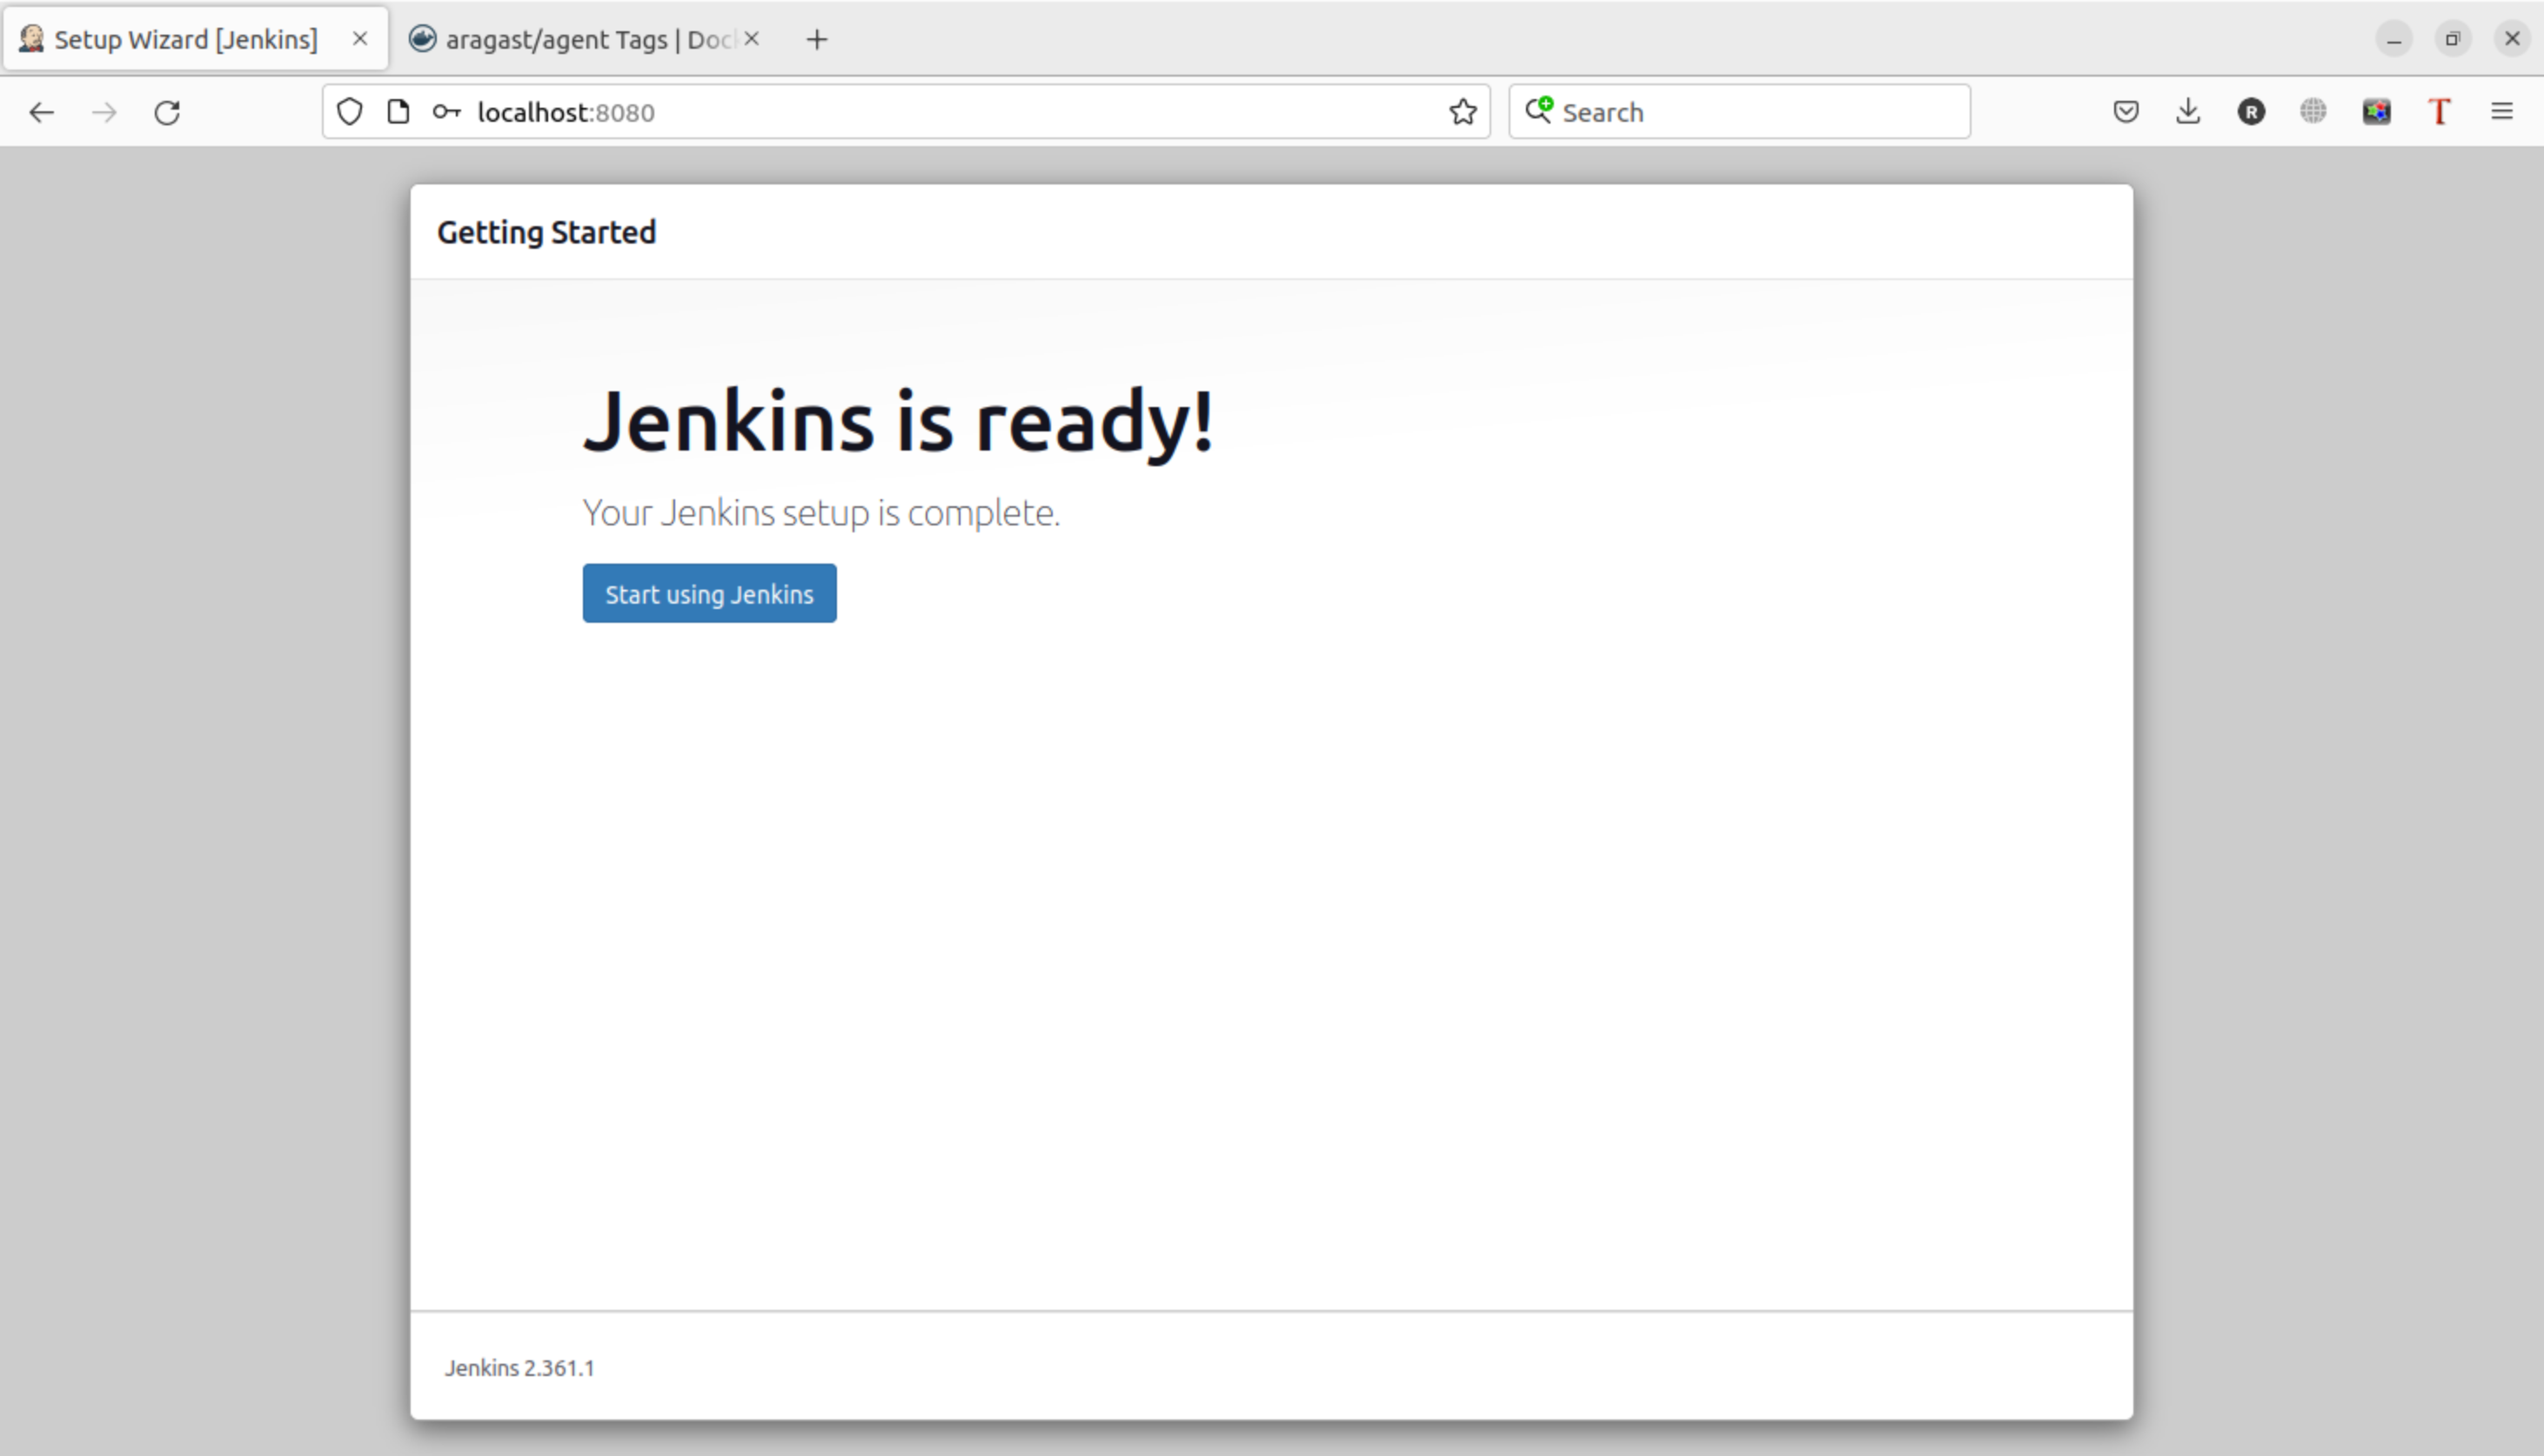 Setup Wizard [Jenkins]
aragast/agent Tags | Doc
localhost:8080
Search
R
T
Getting Started
Jenkins is ready!
Your Jenkins setup is complete.
Start using Jenkins
Jenkins 2.361.1